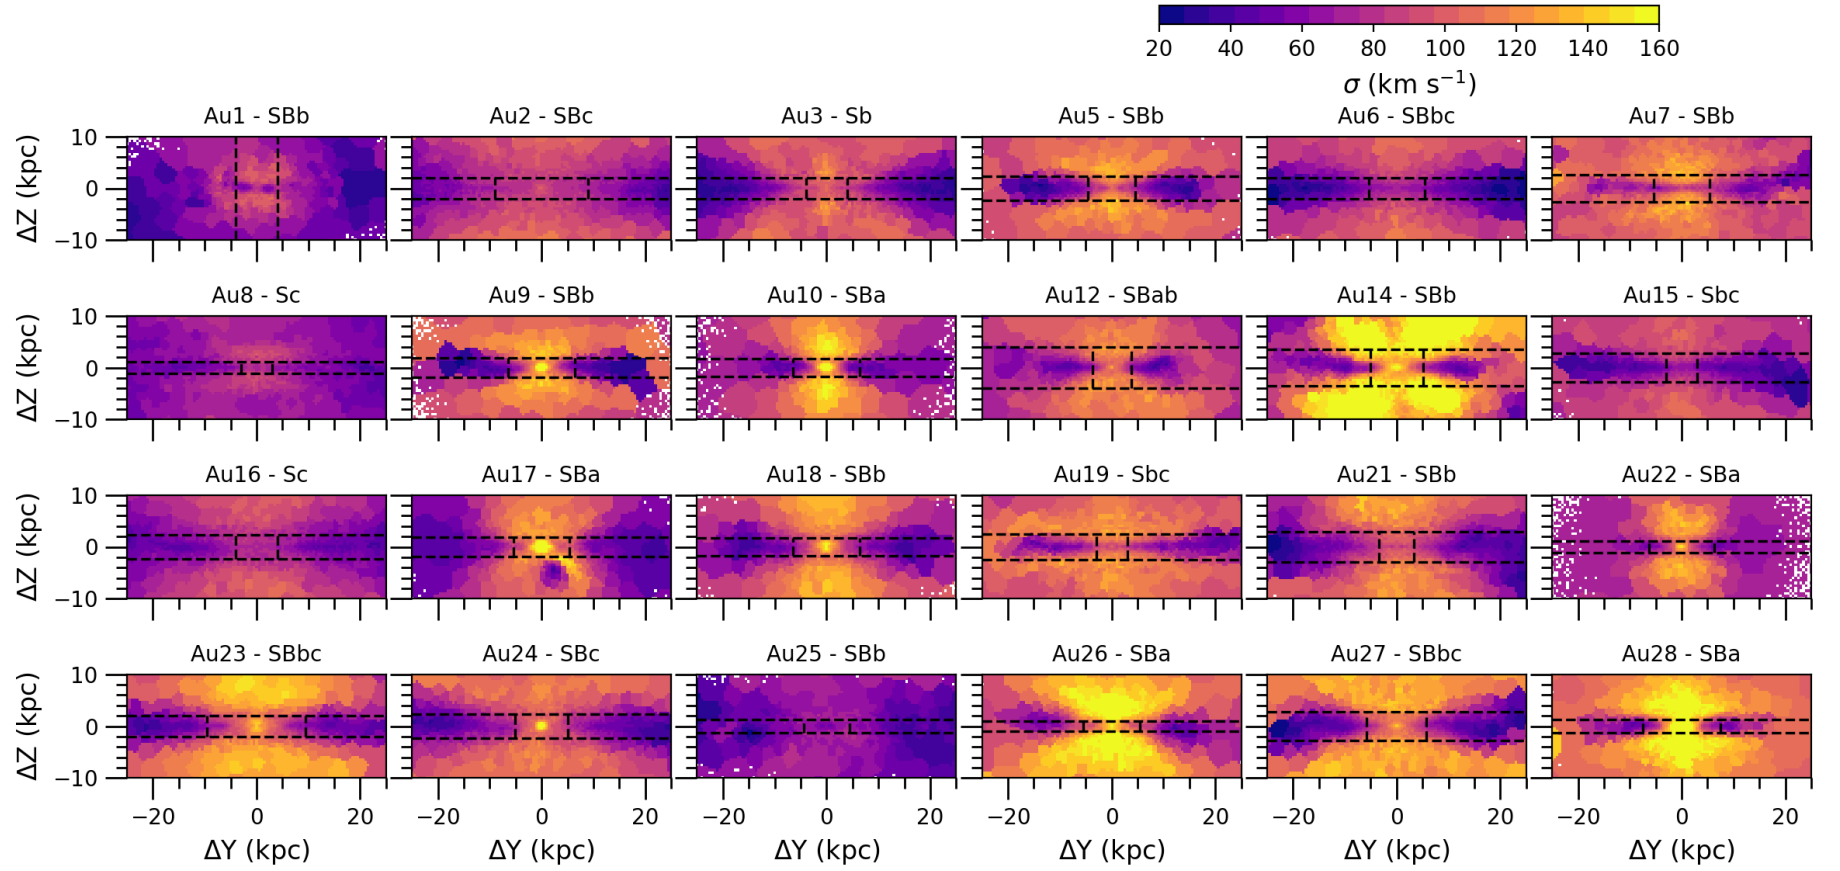 20 40 60 80 100 120 140 160
σ (km s⁻¹)
Au1 - SBb Au2 - SBc Au3 - Sb Au5 - SBb Au6 - SBbc Au7 - SBb
10
0
−10
ΔZ (kpc)
Au8 - Sc Au9 - SBb Au10 - SBa Au12 - SBab Au14 - SBb Au15 - Sbc
10
0
−10
ΔZ (kpc)
Au16 - Sc Au17 - SBa Au18 - SBb Au19 - Sbc Au21 - SBb Au22 - SBa
10
0
−10
ΔZ (kpc)
Au23 - SBbc Au24 - SBc Au25 - SBb Au26 - SBa Au27 - SBbc Au28 - SBa
10
0
−10
ΔZ (kpc)
−20 0 20 −20 0 20 −20 0 20 −20 0 20 −20 0 20 −20 0 20
ΔY (kpc) ΔY (kpc) ΔY (kpc) ΔY (kpc) ΔY (kpc) ΔY (kpc)